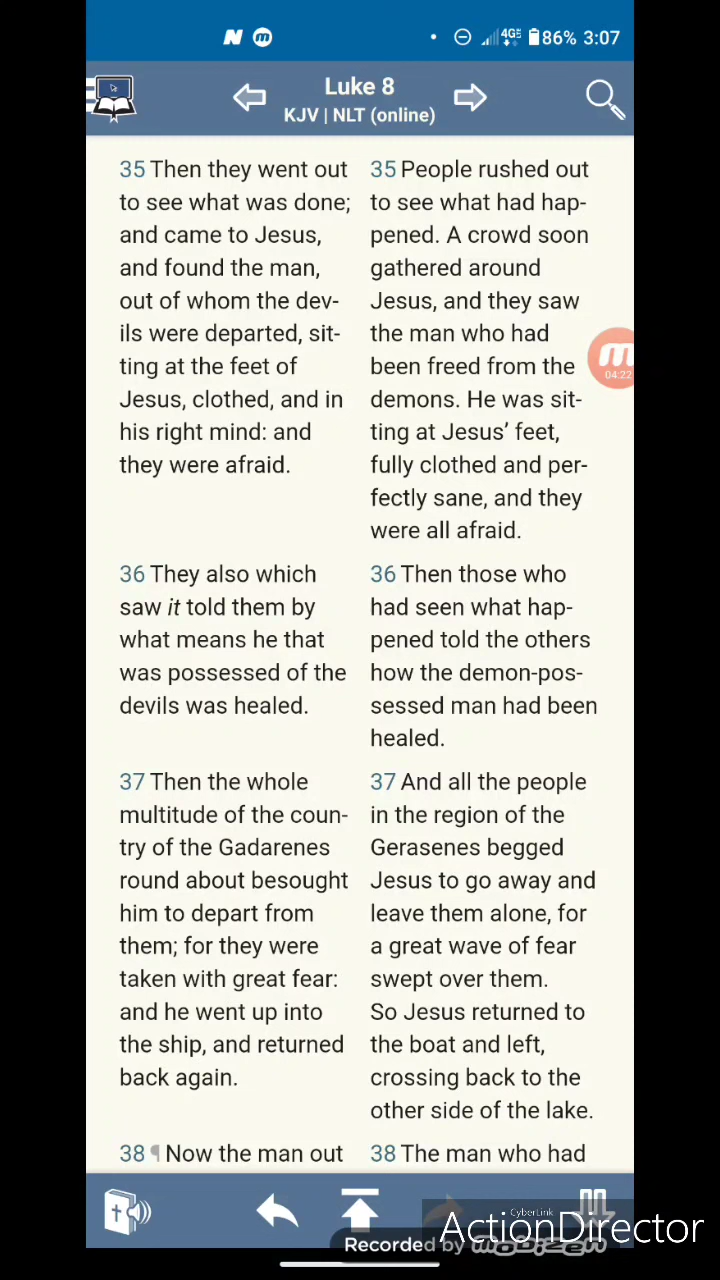 86% 3:07
Luke 8
KJV | NLT (online)
35 Then they went out
to see what was done;
and came to Jesus,
and found the man,
out of whom the dev-
ils were departed, sit-
ting at the feet of
Jesus, clothed, and in
his right mind: and
they were afraid.
35 People rushed out
to see what had hap-
pened. A crowd soon
gathered around
Jesus, and they saw
the man who had
been freed from the
demons. He was sit-
ting at Jesus’ feet,
fully clothed and per-
fectly sane, and they
were all afraid.
04:22
36 They also which
saw it told them by
what means he that
was possessed of the
devils was healed.
36 Then those who
had seen what hap-
pened told the others
how the demon-pos-
sessed man had been
healed.
37 Then the whole
multitude of the coun-
try of the Gadarenes
round about besought
him to depart from
them; for they were
taken with great fear:
and he went up into
the ship, and returned
back again.
37 And all the people
in the region of the
Gerasenes begged
Jesus to go away and
leave them alone, for
a great wave of fear
swept over them.
So Jesus returned to
the boat and left,
crossing back to the
other side of the lake.
38 ¶ Now the man out
38 The man who had
CyberLink
ActionDirector
Recorded by mobizen